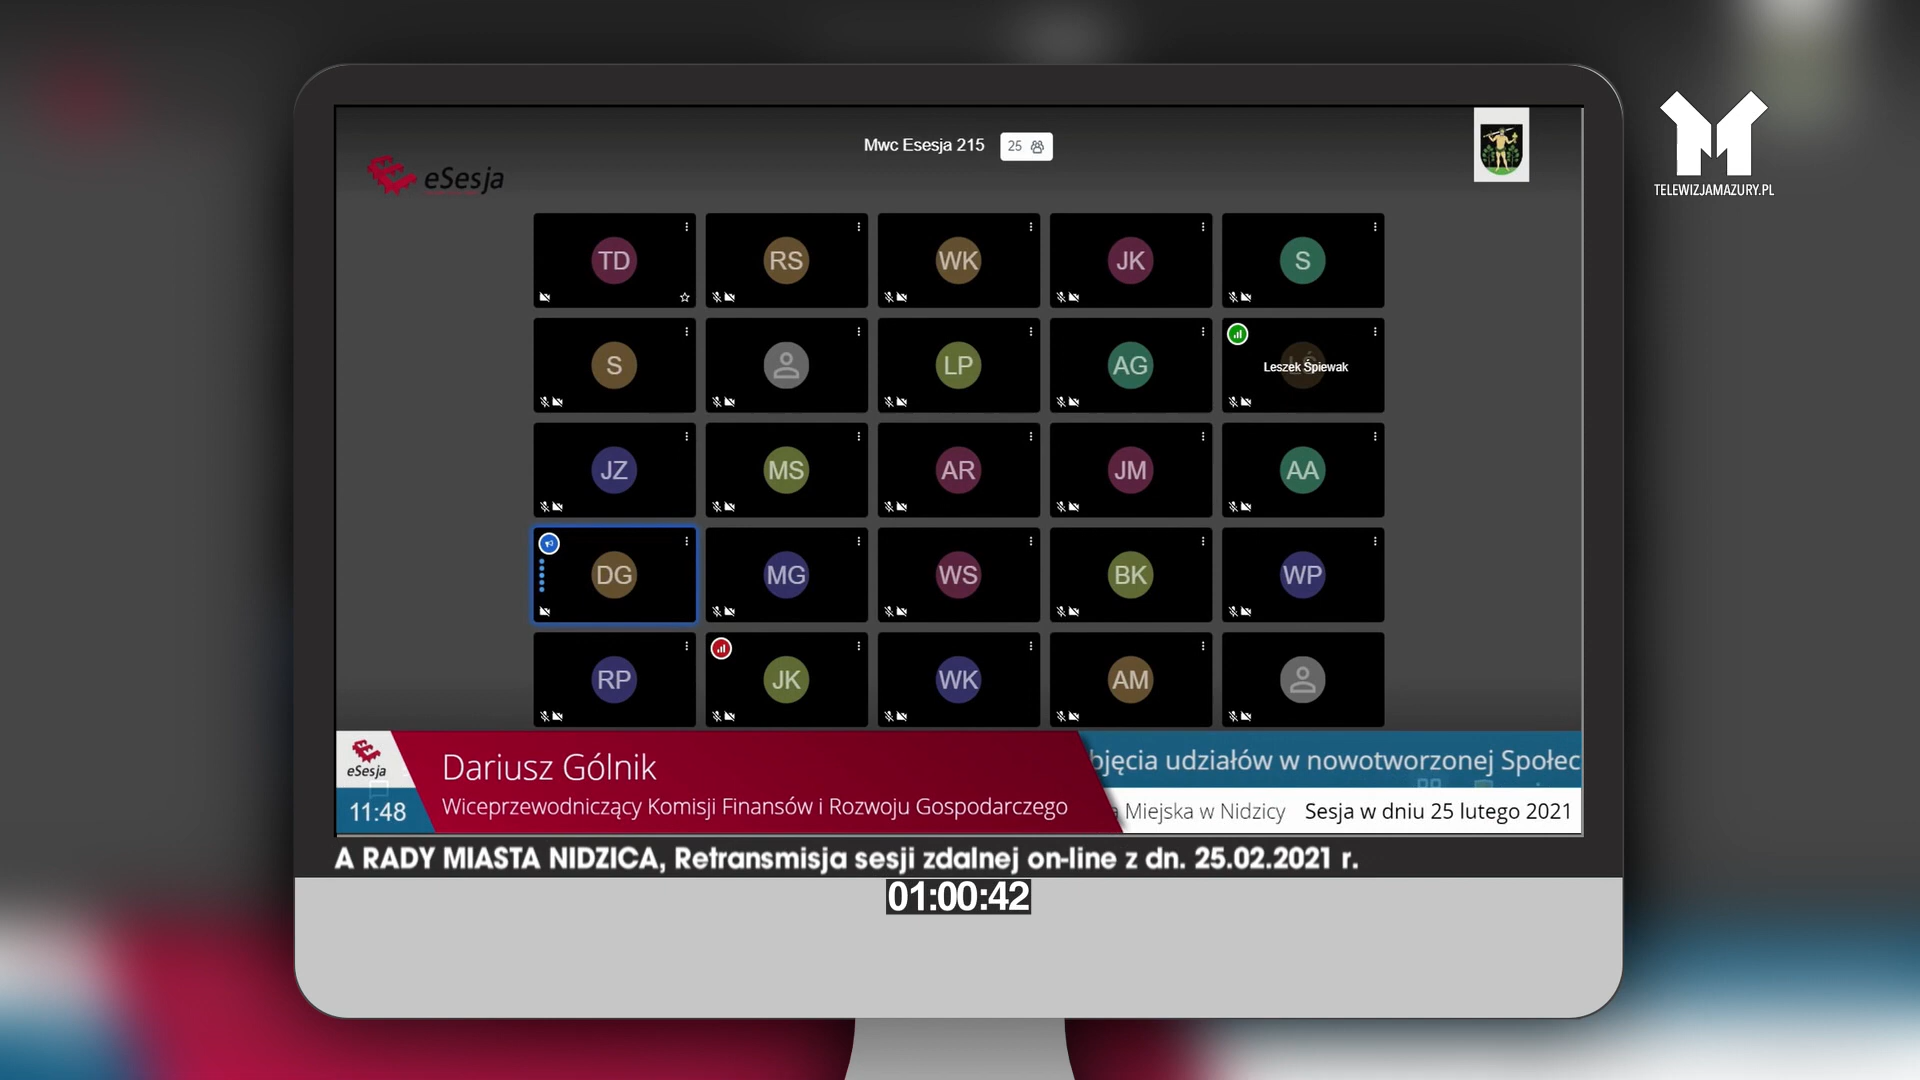 Mwc Esesja 215
25
eSesja
TELEWIZJAMAZURY.PL
TD
RS
WK
JK
S
S
LP
AG
Leszek Śpiewak
JZ
MS
AR
JM
AA
DG
MG
WS
BK
WP
RP
JK
WK
AM
eSesja
11:48
Dariusz Gólnik
Wiceprzewodniczący Komisji Finansów i Rozwoju Gospodarczego
bjęcia udziałów w nowotworzonej Społec
Miejska w Nidzicy Sesja w dniu 25 lutego 2021
A RADY MIASTA NIDZICA, Retransmisja sesji zdalnej on-line z dn. 25.02.2021 r.
01:00:42